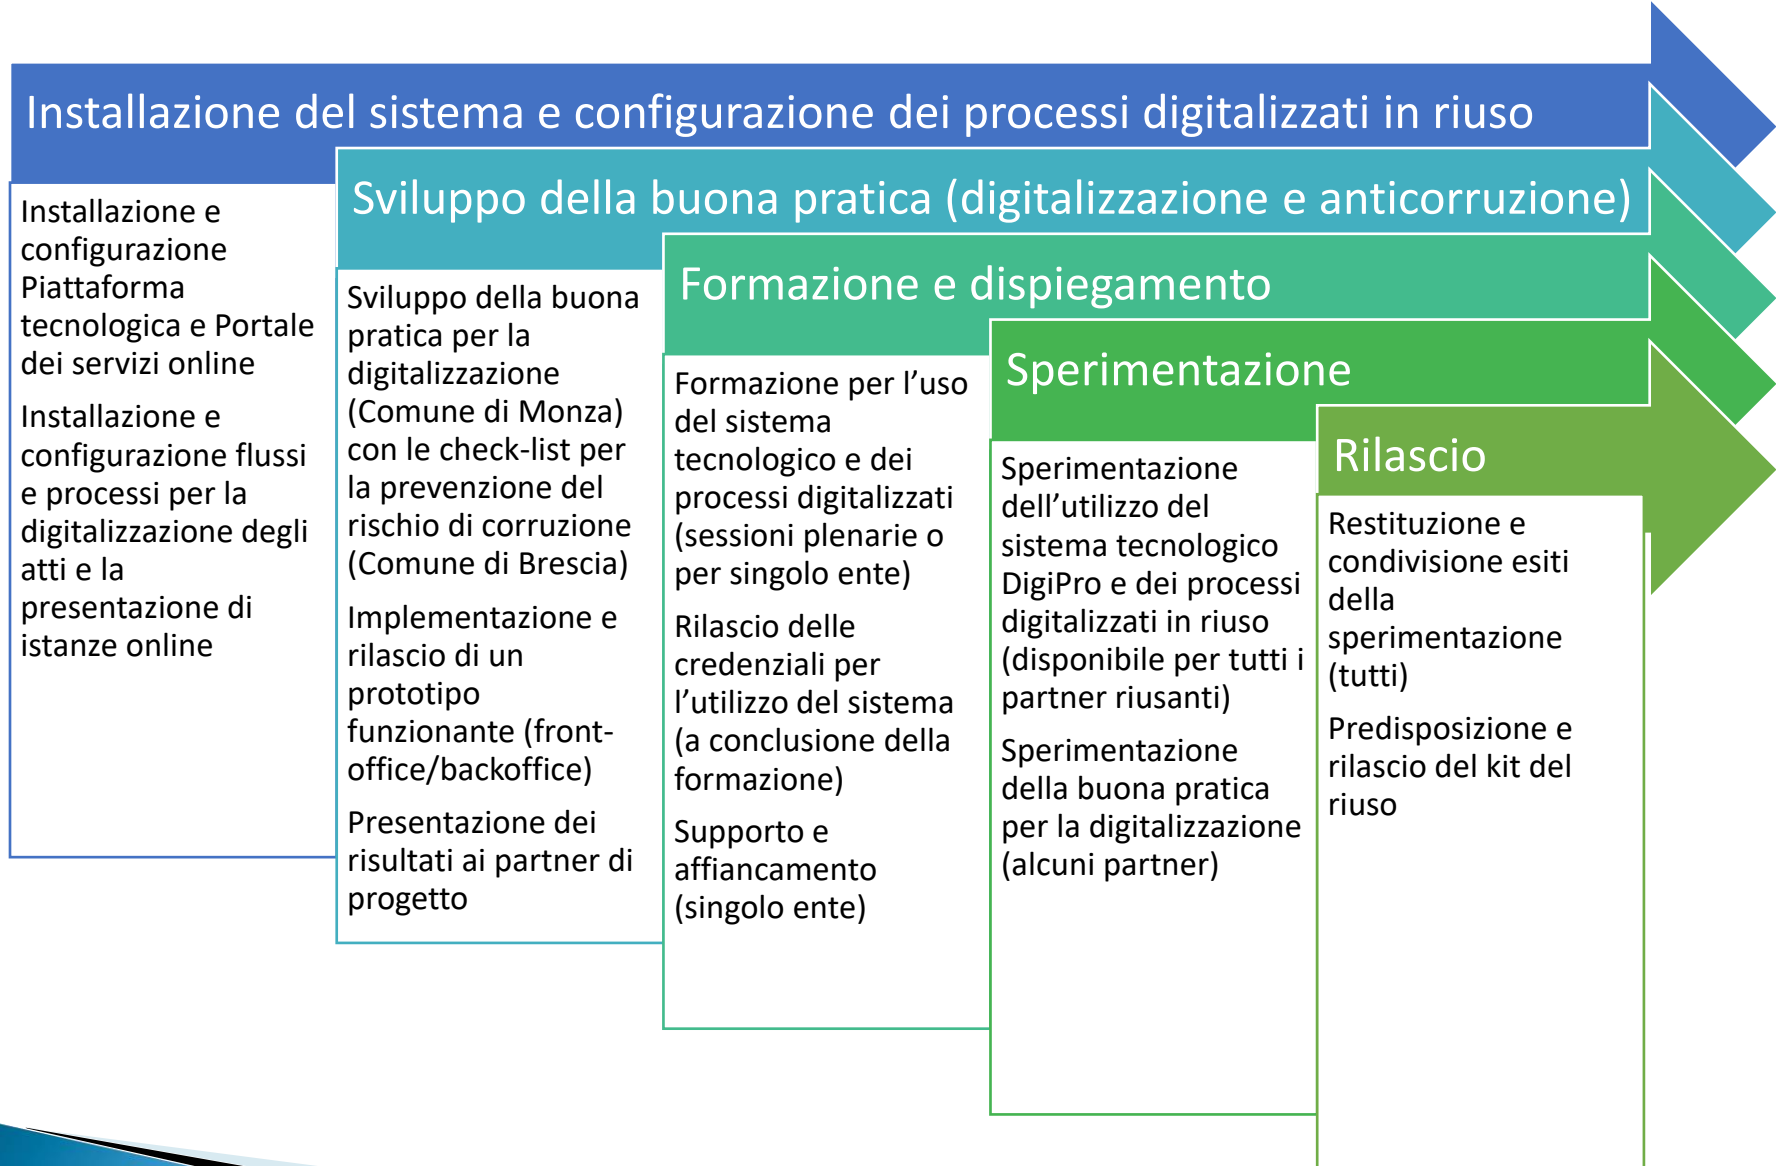 Installazione del sistema e configurazione dei processi digitalizzati in riuso
Installazione e
configurazione
Piattaforma
tecnologica e Portale
dei servizi online
Installazione e
configurazione flussi
e processi per la
digitalizzazione degli
atti e la
presentazione di
istanze online
Sviluppo della buona pratica (digitalizzazione e anticorruzione)
Sviluppo della buona
pratica per la
digitalizzazione
(Comune di Monza)
con le check-list per
la prevenzione del
rischio di corruzione
(Comune di Brescia)
Implementazione e
rilascio di un
prototipo
funzionante (front-
office/backoffice)
Presentazione dei
risultati ai partner di
progetto
Formazione e dispiegamento
Formazione per l’uso
del sistema
tecnologico e dei
processi digitalizzati
(sessioni plenarie o
per singolo ente)
Rilascio delle
credenziali per
l’utilizzo del sistema
(a conclusione della
formazione)
Supporto e
affiancamento
(singolo ente)
Sperimentazione
Sperimentazione
dell’utilizzo del
sistema tecnologico
DigiPro e dei processi
digitalizzati in riuso
(disponibile per tutti i
partner riusanti)
Sperimentazione
della buona pratica
per la digitalizzazione
(alcuni partner)
Rilascio
Restituzione e
condivisione esiti
della
sperimentazione
(tutti)
Predisposizione e
rilascio del kit del
riuso